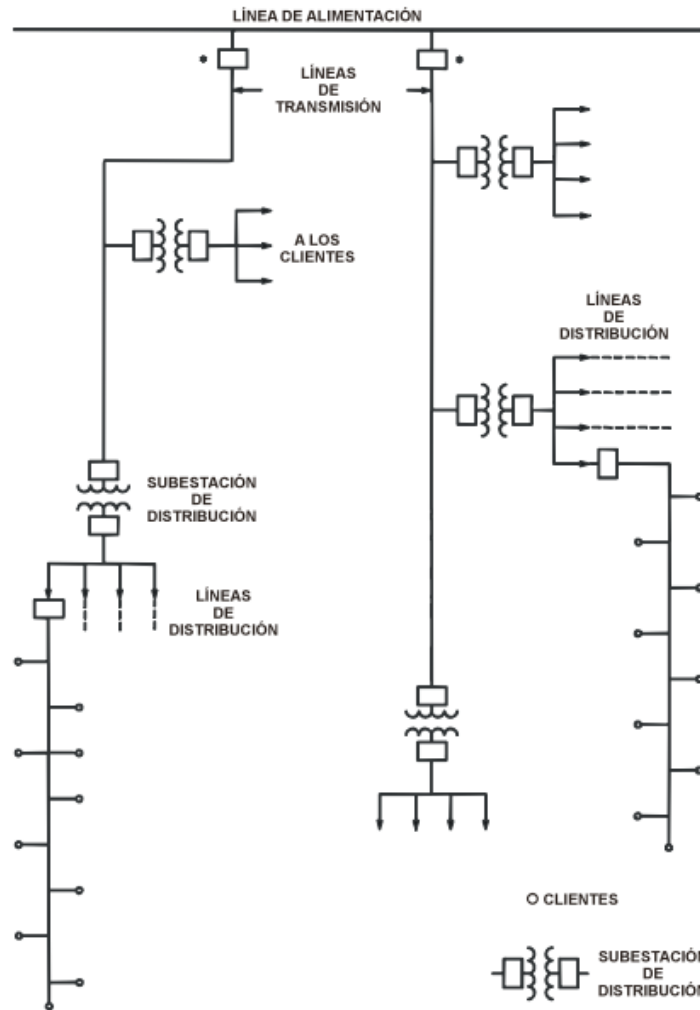 LÍNEA DE ALIMENTACIÓN
*
*
LÍNEAS
DE
TRANSMISIÓN
A LOS
CLIENTES
LÍNEAS
DE
DISTRIBUCIÓN
SUBESTACIÓN
DE
DISTRIBUCIÓN
LÍNEAS
DE
DISTRIBUCIÓN
CLIENTES
SUBESTACIÓN
DE
DISTRIBUCIÓN